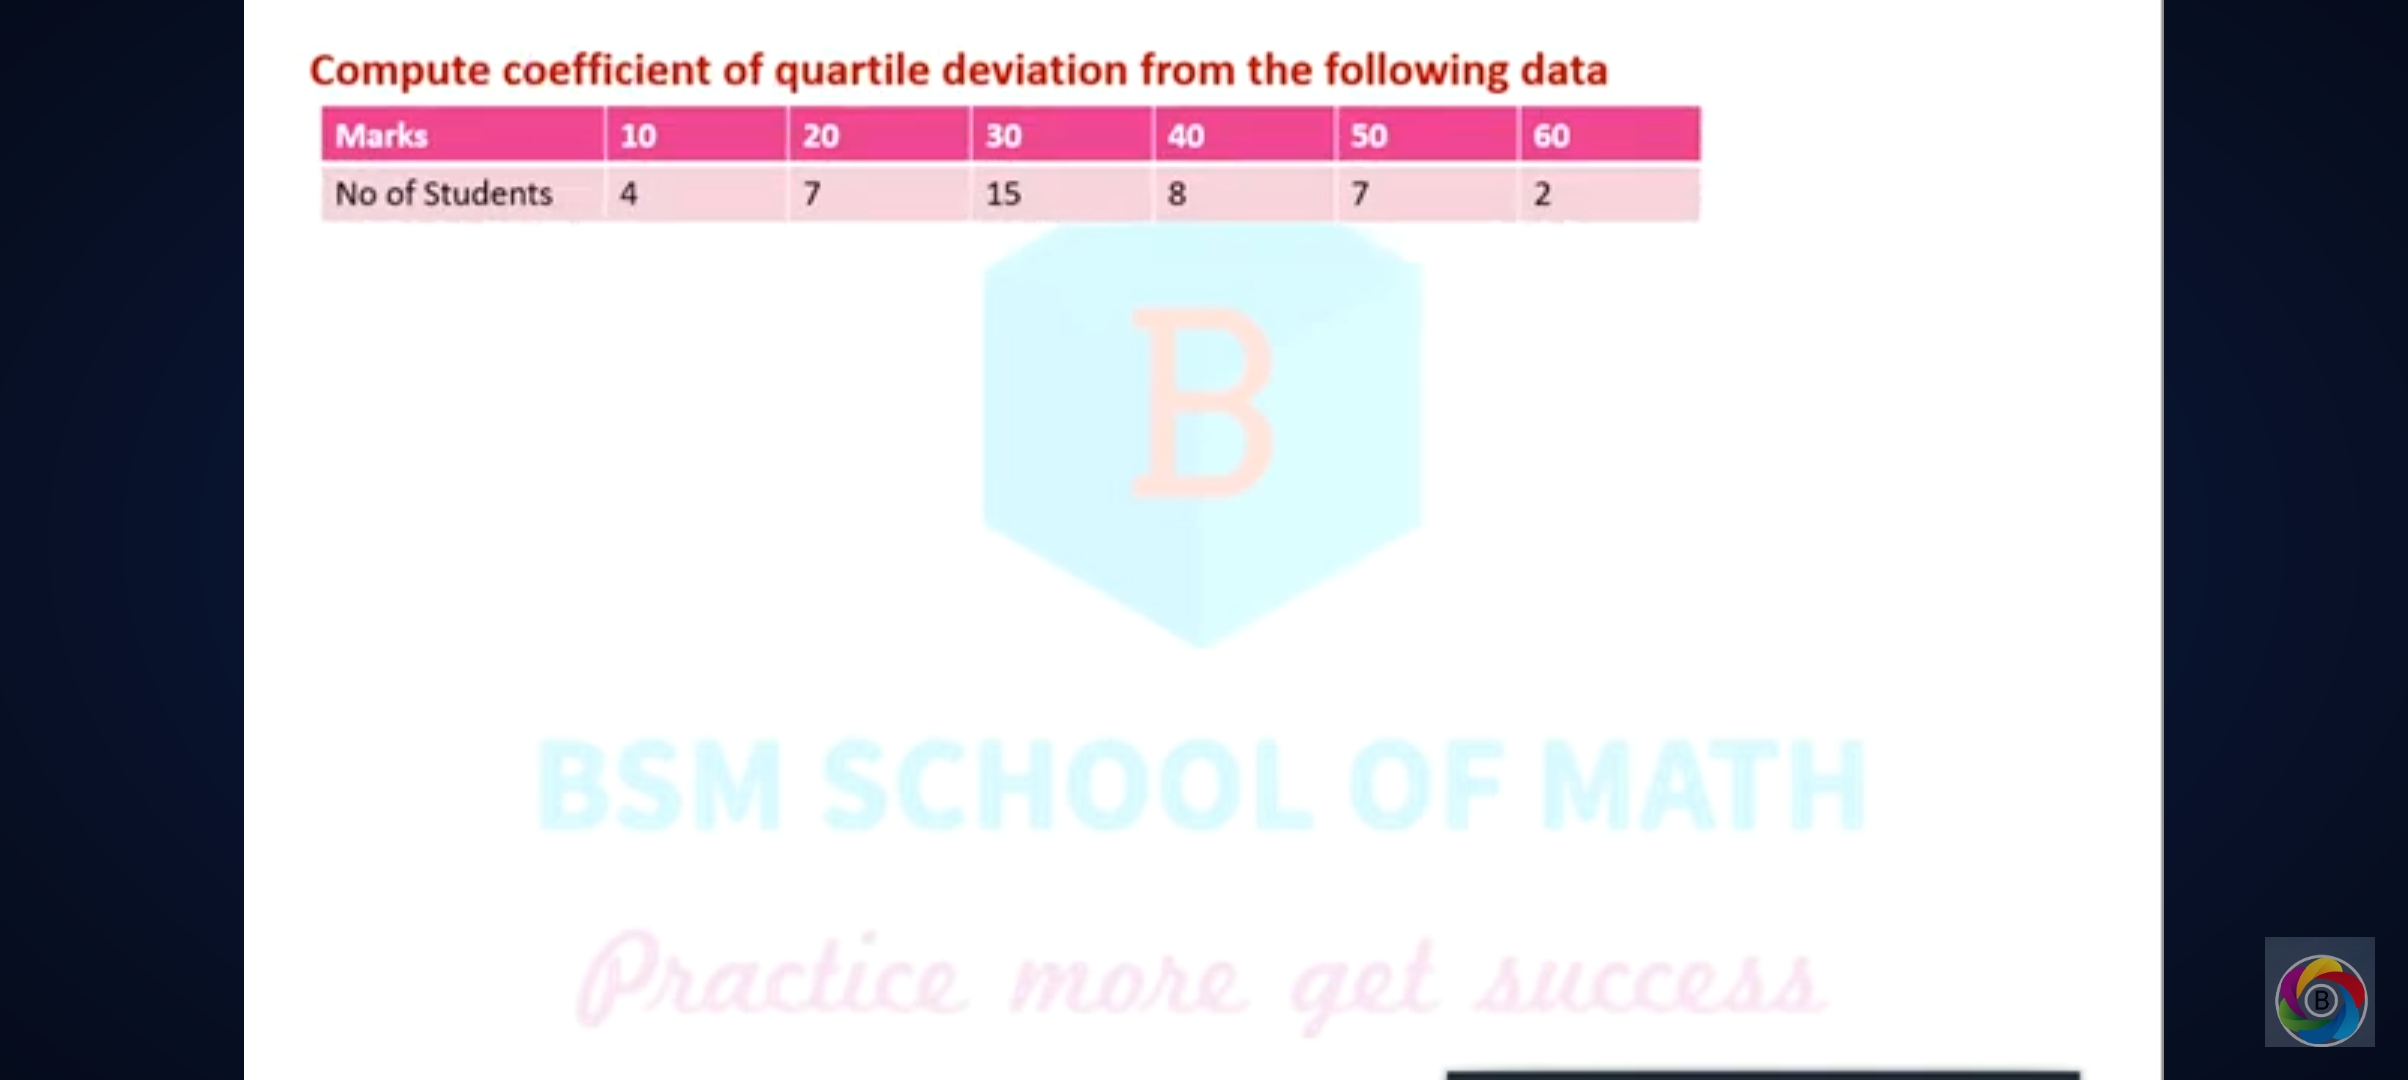 Compute coefficient of quartile deviation from the following data
Marks 10 20 30 40 50 60
No of Students 4 7 15 8 7 2
B
BSM SCHOOL OF MATH
Practice more get success
B